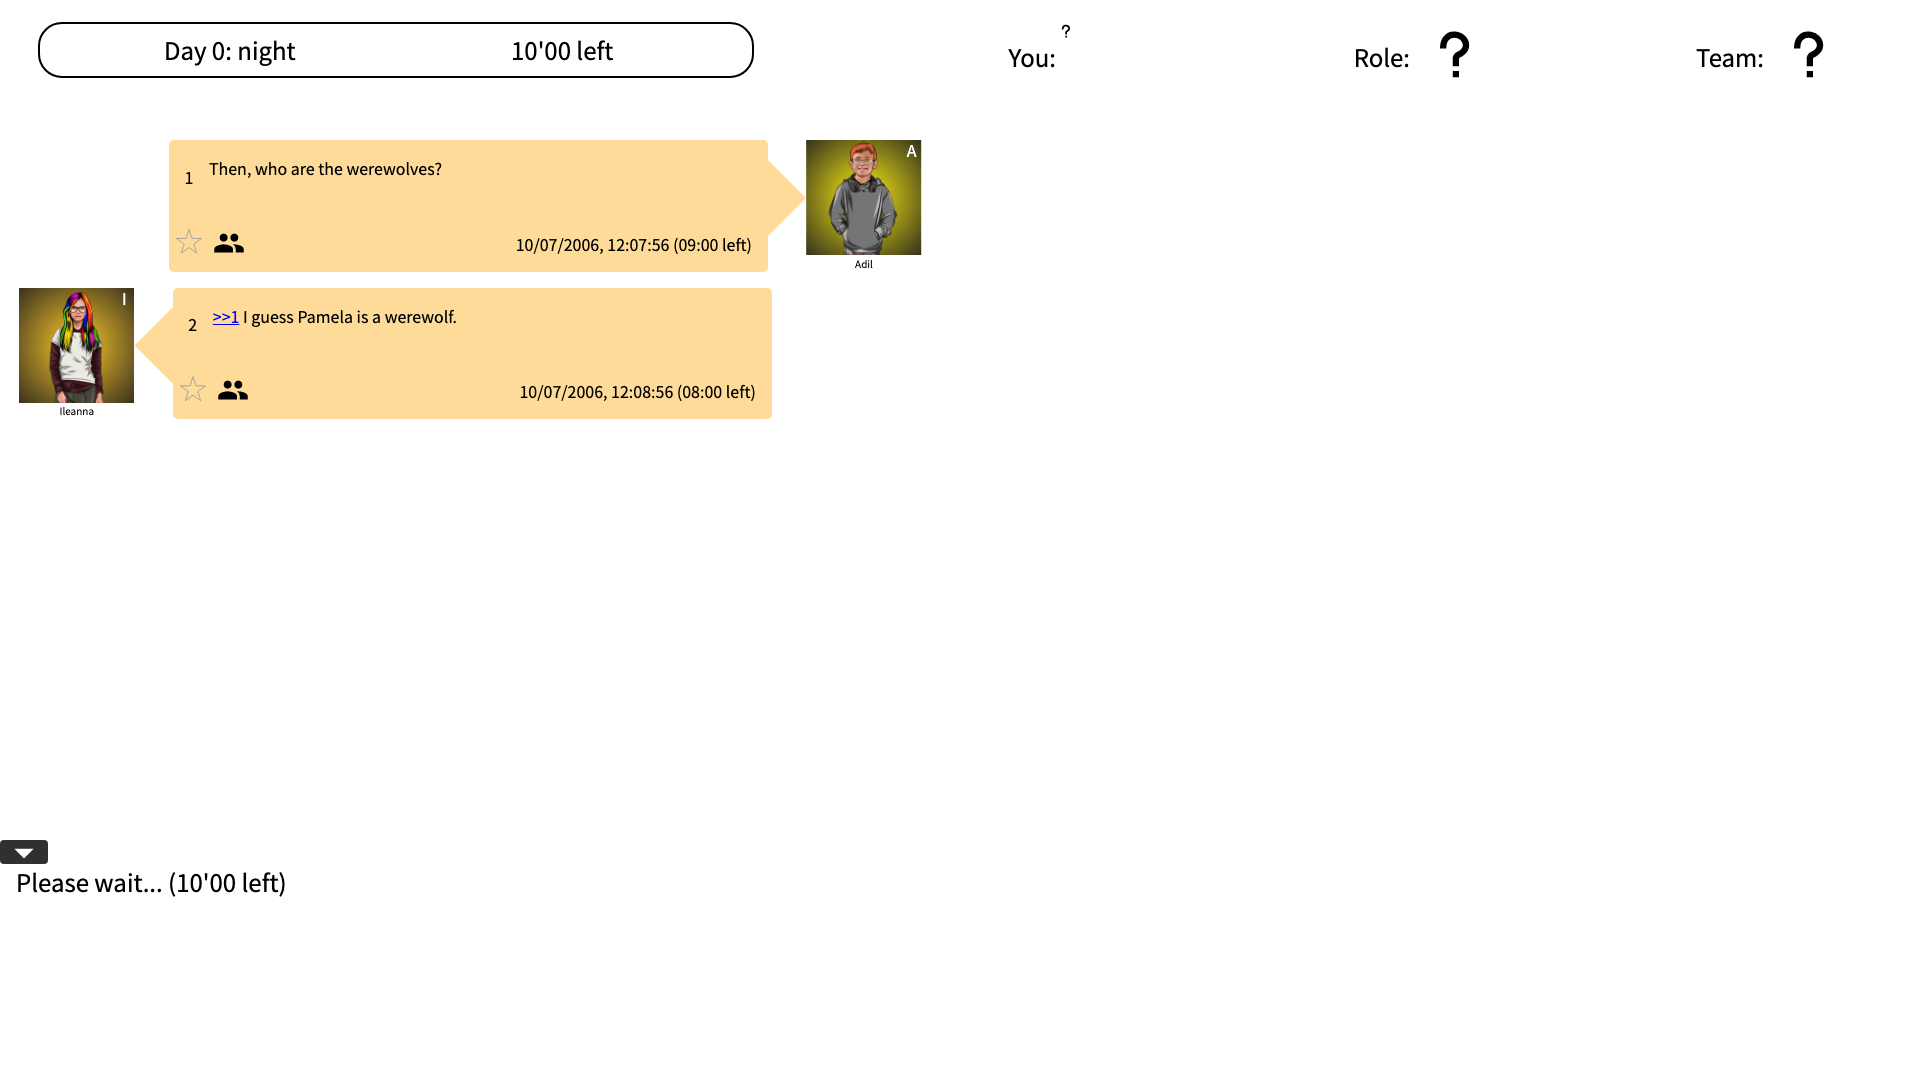 Day 0: night 10'00 left
You: ?
Role: ?
Team: ?
1 Then, who are the werewolves?
10/07/2006, 12:07:56 (09:00 left)
A
Adil
I
Ileanna
2 >>1 I guess Pamela is a werewolf.
10/07/2006, 12:08:56 (08:00 left)
Please wait... (10'00 left)